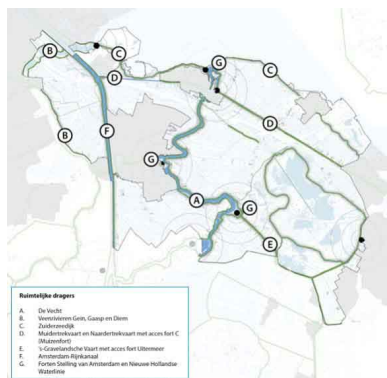 B
C
G
C
D
B
F
D
G
A
G
E
Ruimtelijke dragers
A. De Vecht
B. Veenrivieren Gein, Gaasp en Diem
C. Zuiderzeedijk
D. Muidertrekvaart en Naardertrekvaart met acces fort C
(Muizenfort)
E. 's-Gravelandsche Vaart met acces fort Uitermeer
F. Amsterdam-Rijnkanaal
G. Forten Stelling van Amsterdam en Nieuwe Hollandse
Waterlinie